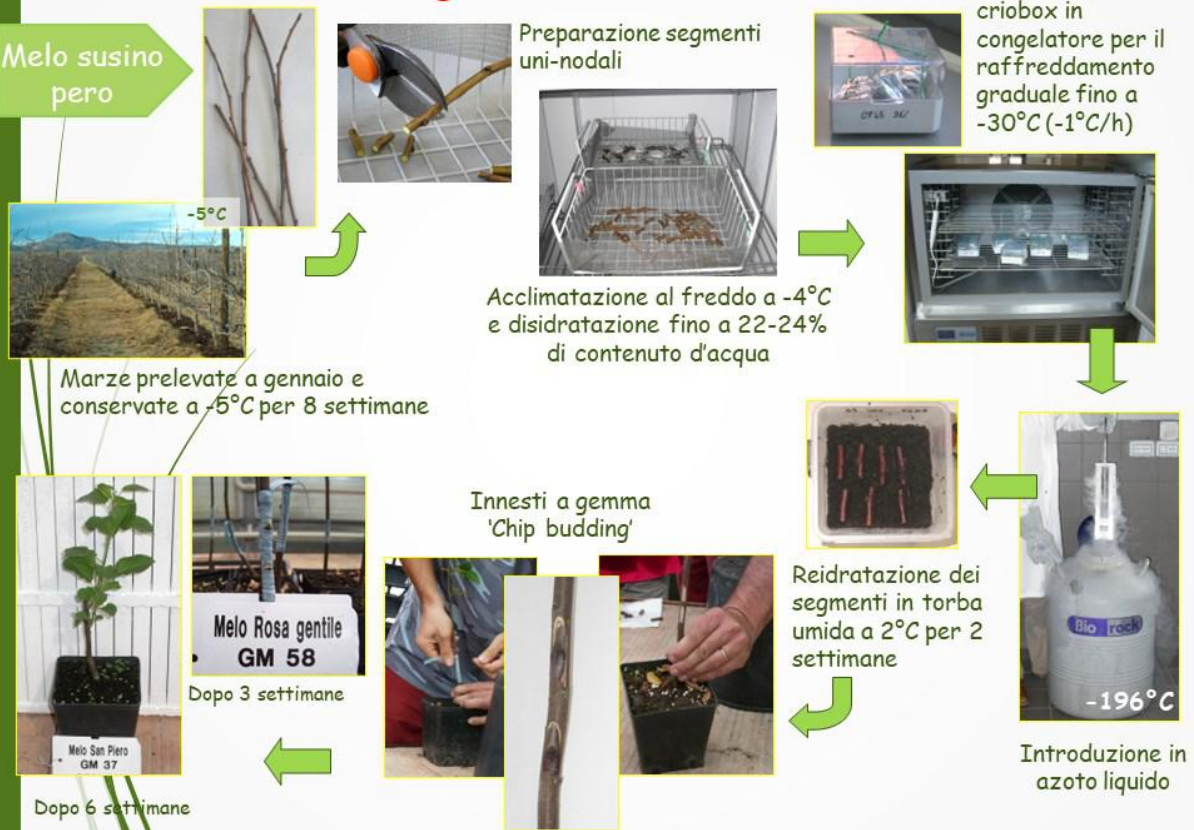 Melo susino
pero
Preparazione segmenti
uni-nodali
criobox in
congelatore per il
raffreddamento
graduale fino a
-30°C (-1°C/h)
-5°C
Acclimatazione al freddo a -4°C
e disidratazione fino a 22-24%
di contenuto d'acqua
Marze prelevate a gennaio e
conservate a -5°C per 8 settimane
Innesti a gemma
'Chip budding'
Reidratazione dei
segmenti in torba
umida a 2°C per 2
settimane
Bio rock
-196°C
Introduzione in
azoto liquido
Melo Rosa gentile
GM 58
Dopo 3 settimane
Melo San Piero
GM 37
Dopo 6 settimane